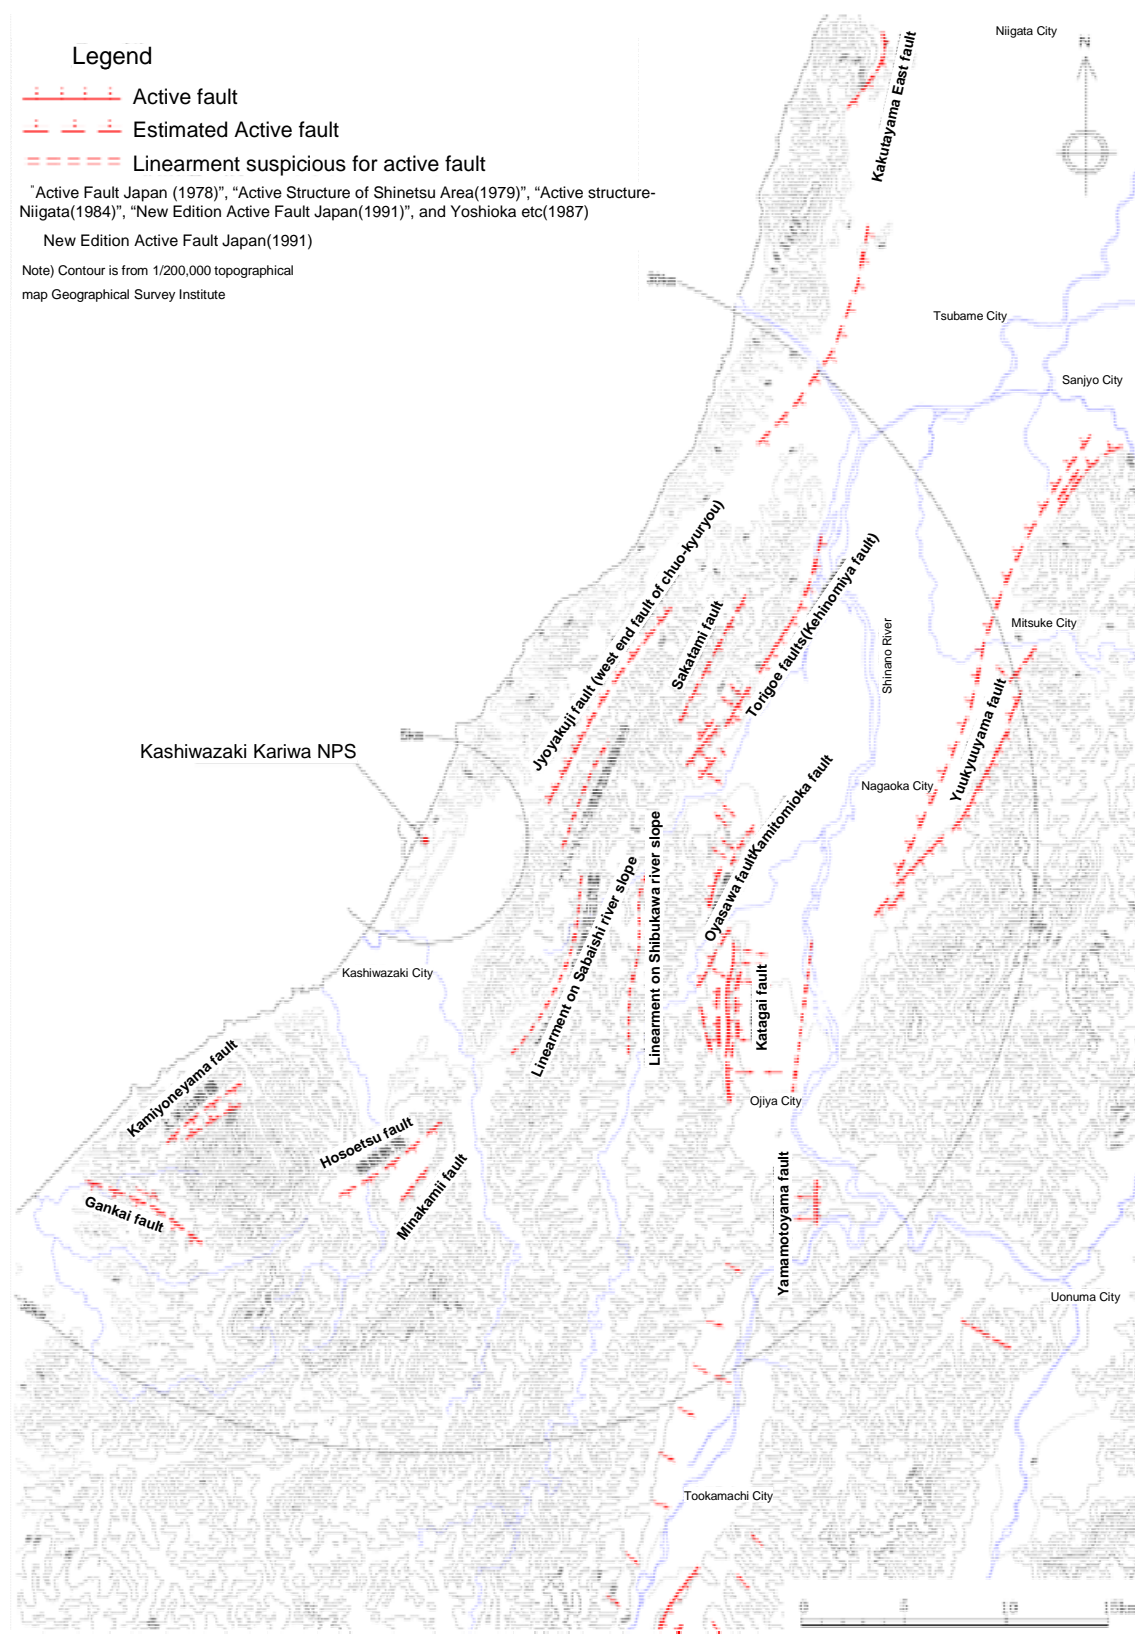 Legend
Active fault
Estimated Active fault
Linearment suspicious for active fault
"Active Fault Japan (1978)", “Active Structure of Shinetsu Area(1979)”, “Active structure-
Niigata(1984)”, “New Edition Active Fault Japan(1991)”, and Yoshioka etc(1987)
New Edition Active Fault Japan(1991)
Note) Contour is from 1/200,000 topographical
map Geographical Survey Institute
Niigata City
N
Kakutayama East fault
Tsubame City
Sanjyo City
Jyoyakuji fault (west end fault of chuo-kyuryou)
Sakatami fault
Torigoe faults(Kehinomiya fault)
Shinano River
Mitsuke City
Yuukyuuyama fault
Nagaoka City
Kashiwazaki Kariwa NPS
Oyasawa fault
Kamitomioka fault
Linearment on Sabaishi river slope
Linearment on Shibukawa river slope
Katagai fault
Kashiwazaki City
Ojiya City
Kamiyoneyama fault
Hosoetsu fault
Minakamii fault
Gankai fault
Yamamotoyama fault
Uonuma City
Tookamachi City